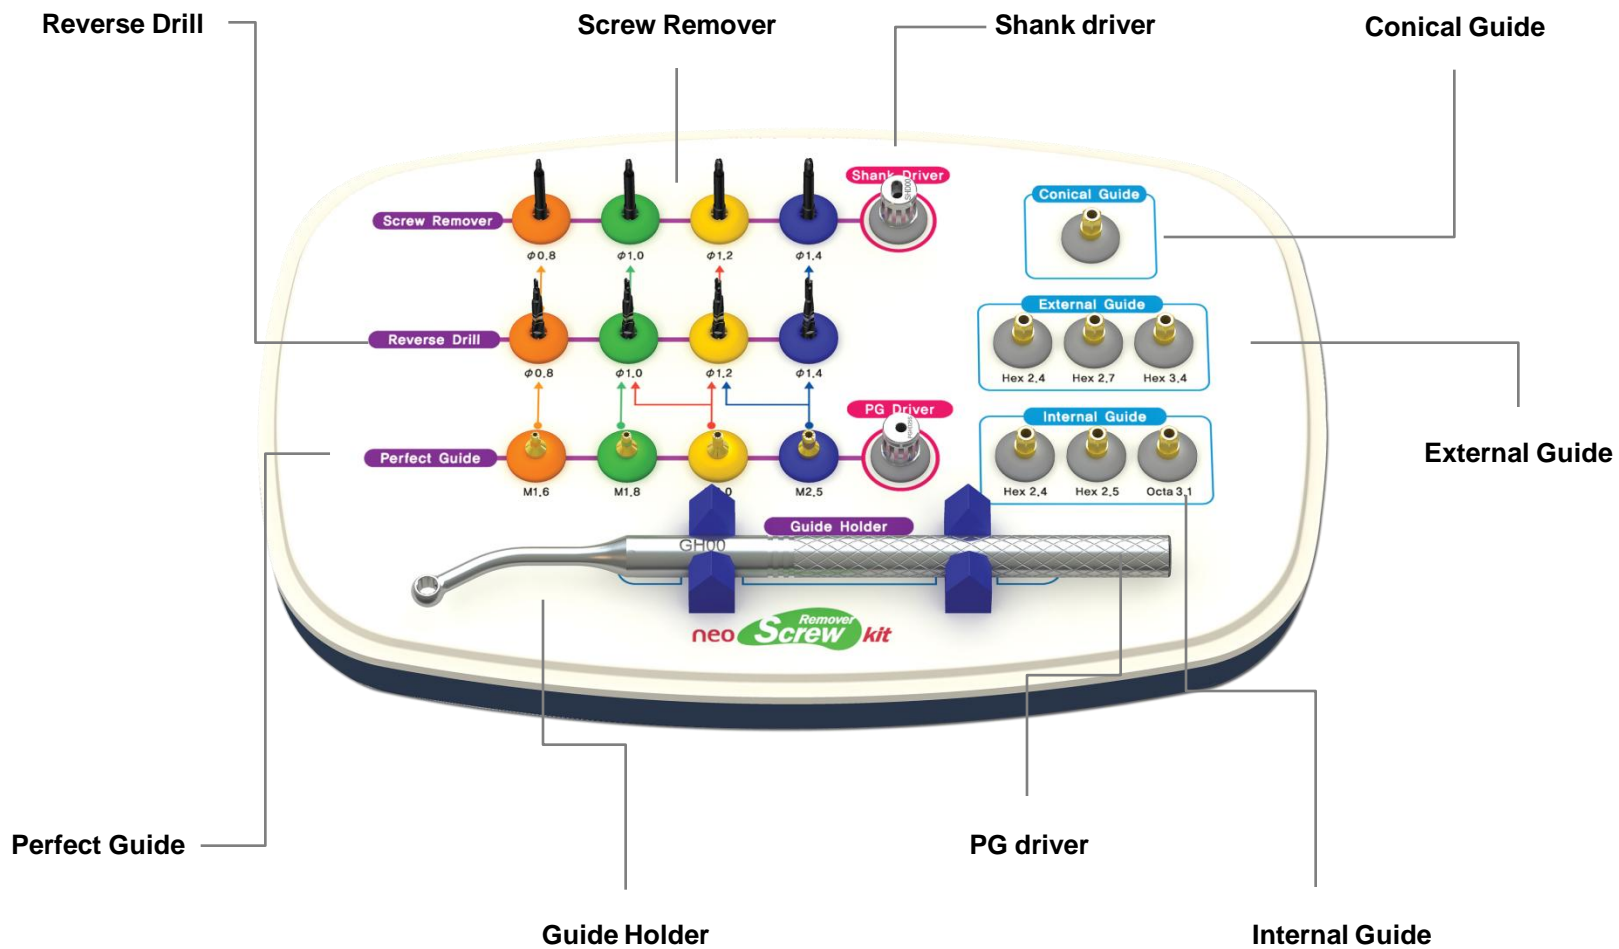 Reverse Drill
Screw Remover
Shank driver
Conical Guide
Shank Driver
SHD00
Conical Guide
Screw Remover
Φ0.8
Φ1.0
Φ1.2
Φ1.4
External Guide
Reverse Drill
Hex 2.4
Hex 2.7
Hex 3.4
Φ0.8
Φ1.0
Φ1.2
Φ1.4
PG Driver
Internal Guide
External Guide
Perfect Guide
M1.6
M1.8
M2.5
Hex 2.4
Hex 2.5
Octa 3.1
Guide Holder
GH00
neo Screw Remover kit
Perfect Guide
PG driver
Guide Holder
Internal Guide